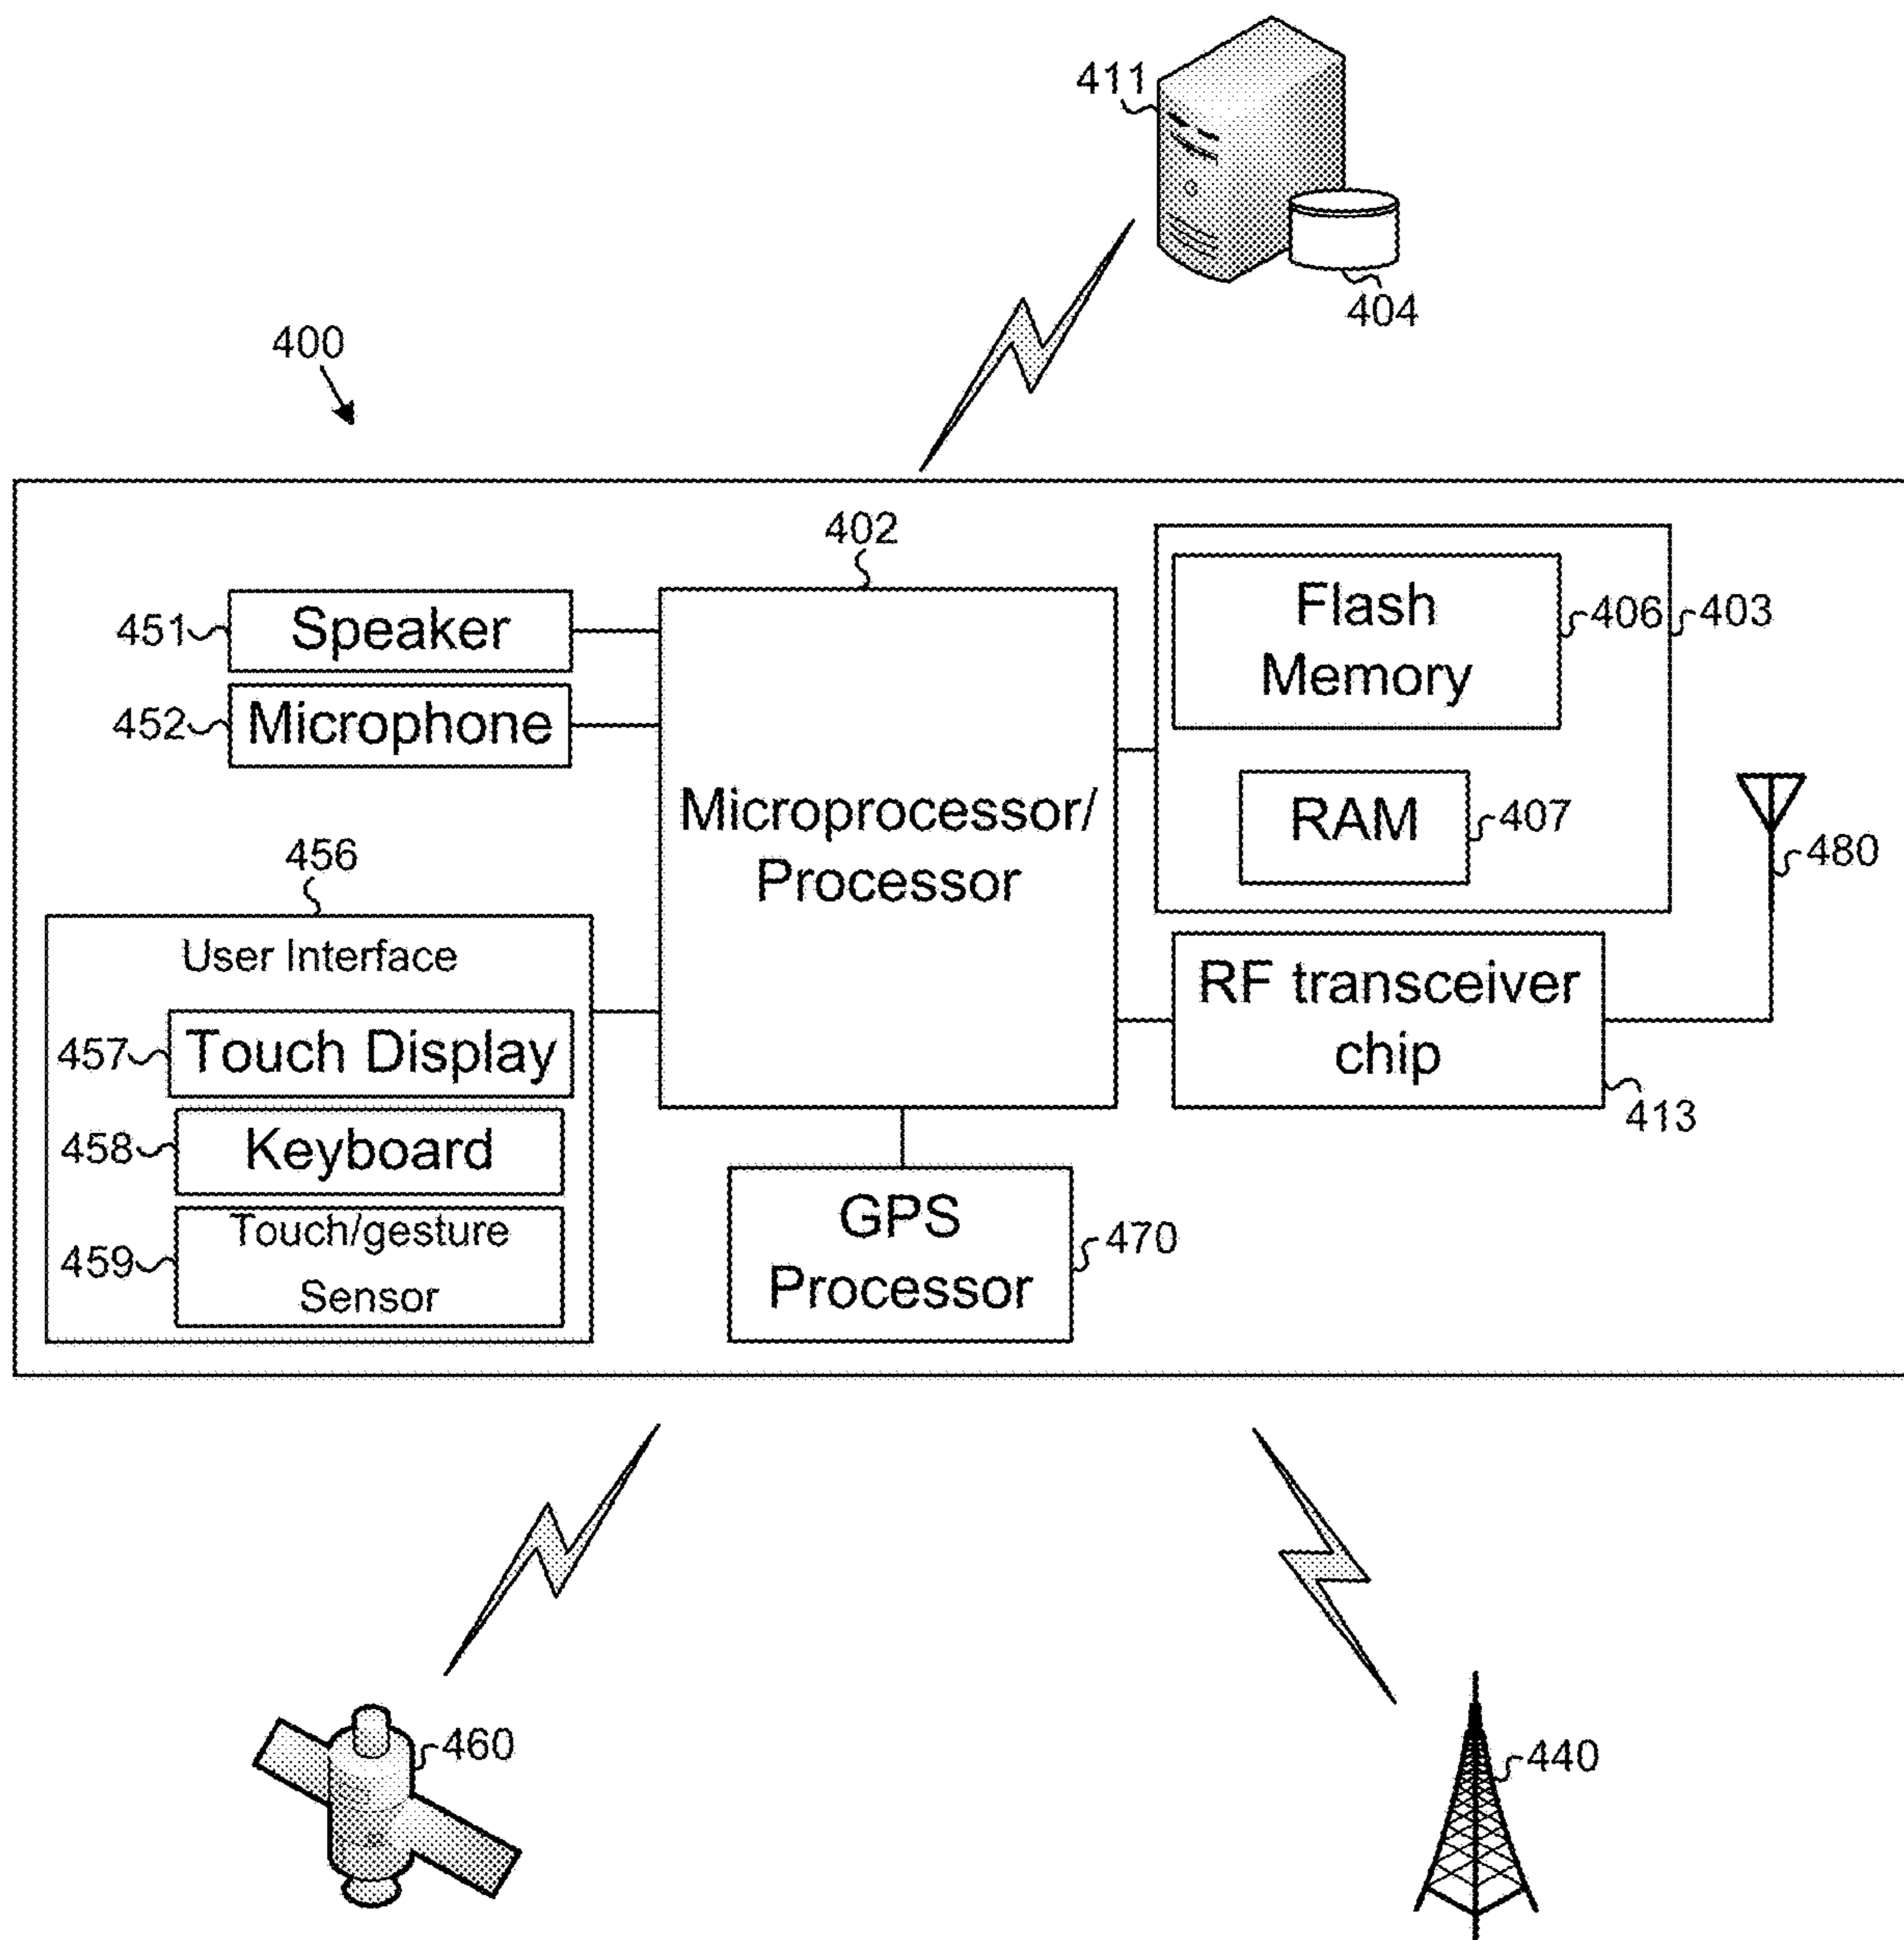 411
404
400
402
Speaker
451
Microphone
452
Microprocessor/
Processor
Flash
Memory
406
403
RAM
407
480
456
User Interface
Touch Display
457
Keyboard
458
Touch/gesture
Sensor
459
RF transceiver
chip
413
GPS
Processor
470
460
440